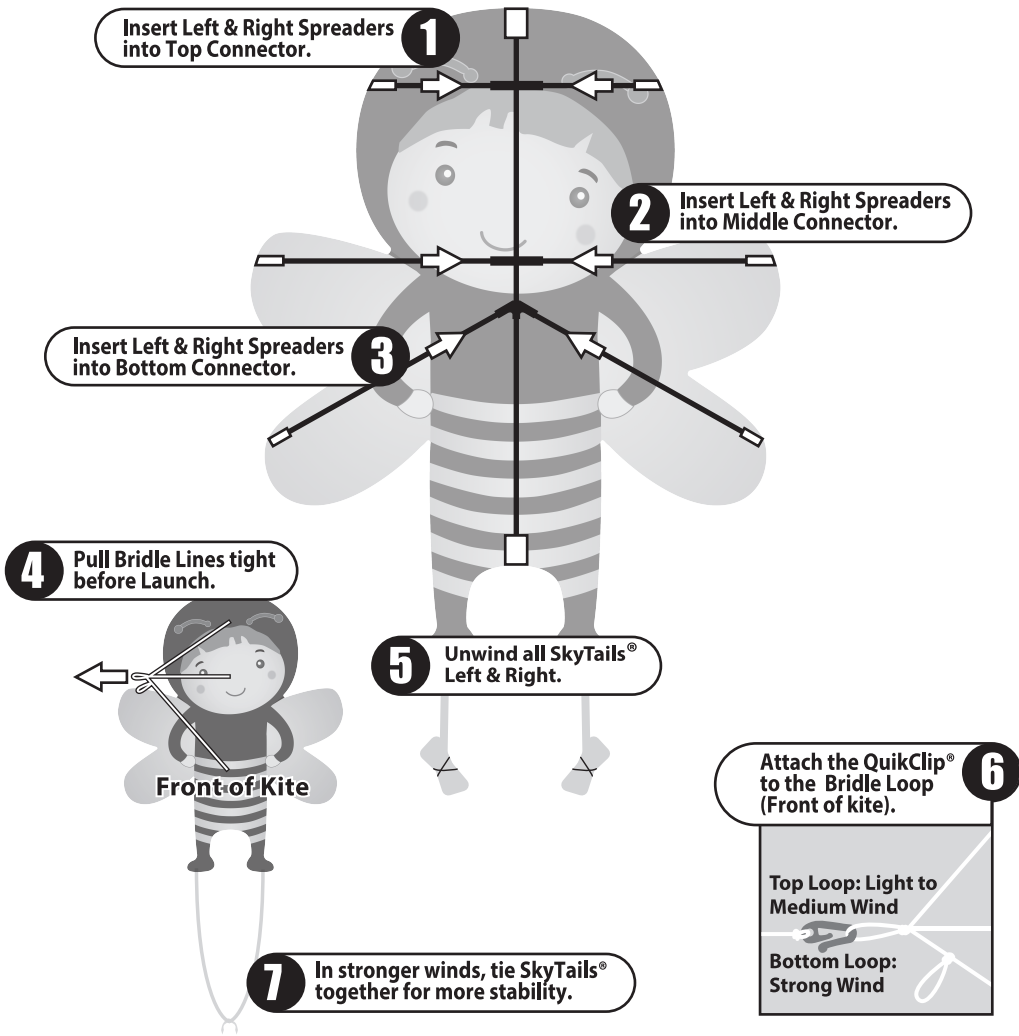 1
Insert Left & Right Spreaders
into Top Connector.
2
Insert Left & Right Spreaders
into Middle Connector.
3
Insert Left & Right Spreaders
into Bottom Connector.
4
Pull Bridle Lines tight
before Launch.
Front of Kite
5
Unwind all SkyTails®
Left & Right.
6
Attach the QuikClip®
to the Bridle Loop
(Front of kite).
Top Loop: Light to
Medium Wind
Bottom Loop:
Strong Wind
7
In stronger winds, tie SkyTails®
together for more stability.